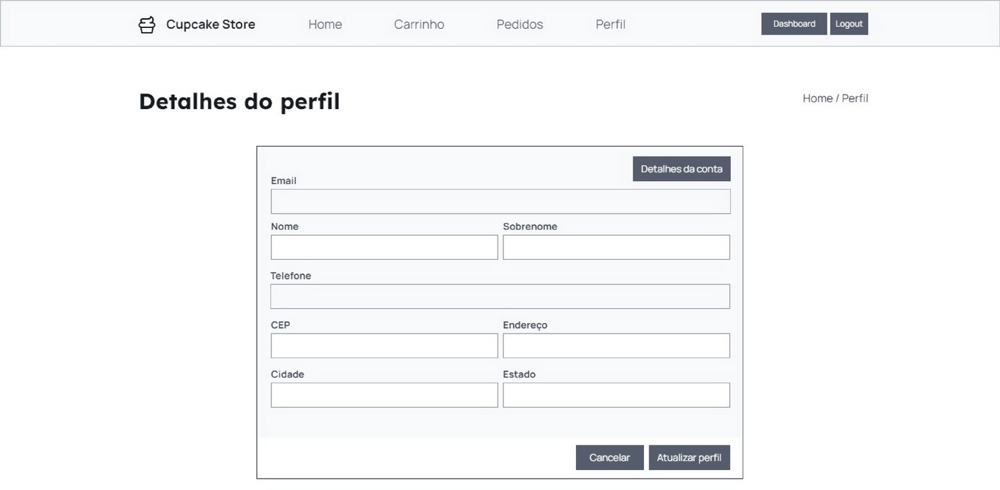 Cupcake Store Home Carrinho Pedidos Perfil Dashboard Logout
Detalhes do perfil Home / Perfil
Detalhes da conta
Email
Nome Sobrenome
Telefone
CEP Endereço
Cidade Estado
Cancelar Atualizar perfil